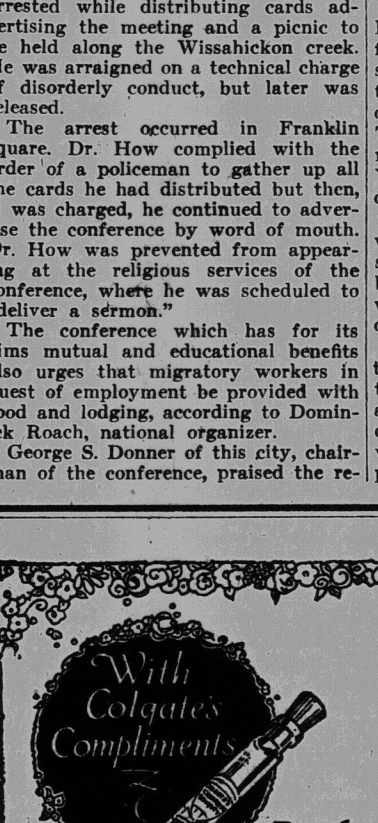 rrested while distributing cards ad-
ertising the meeting and a picnic to
e held along the Wissahickon creek.
He was arraigned on a technical charge
f disorderly conduct, but later was
eleased.
The arrest occurred in Franklin
quare. Dr. How complied with the
rder of a policeman to gather up all
he cards he had distributed but then,
was charged, he continued to adver-
se the conference by word of mouth.
Dr. How was prevented from appear-
ng at the religious services of the
onference, where he was scheduled to
deliver a sermon."
The conference which has for its
ims mutual and educational benefits
lso urges that migratory workers in
uest of employment be provided with
ood and lodging, according to Domin-
ck Roach, national organizer.
George S. Donner of this city, chair-
man of the conference, praised the re-
With
Colgate's
Compliments